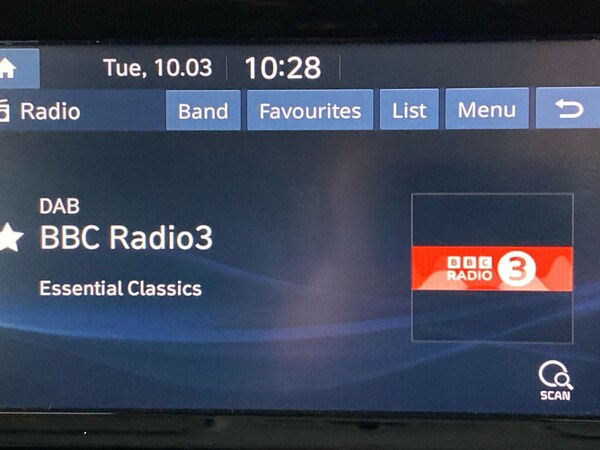 Tue, 10.03 10:28
Radio Band Favourites List Menu
DAB
BBC Radio3
Essential Classics
BBC
RADIO 3
SCAN